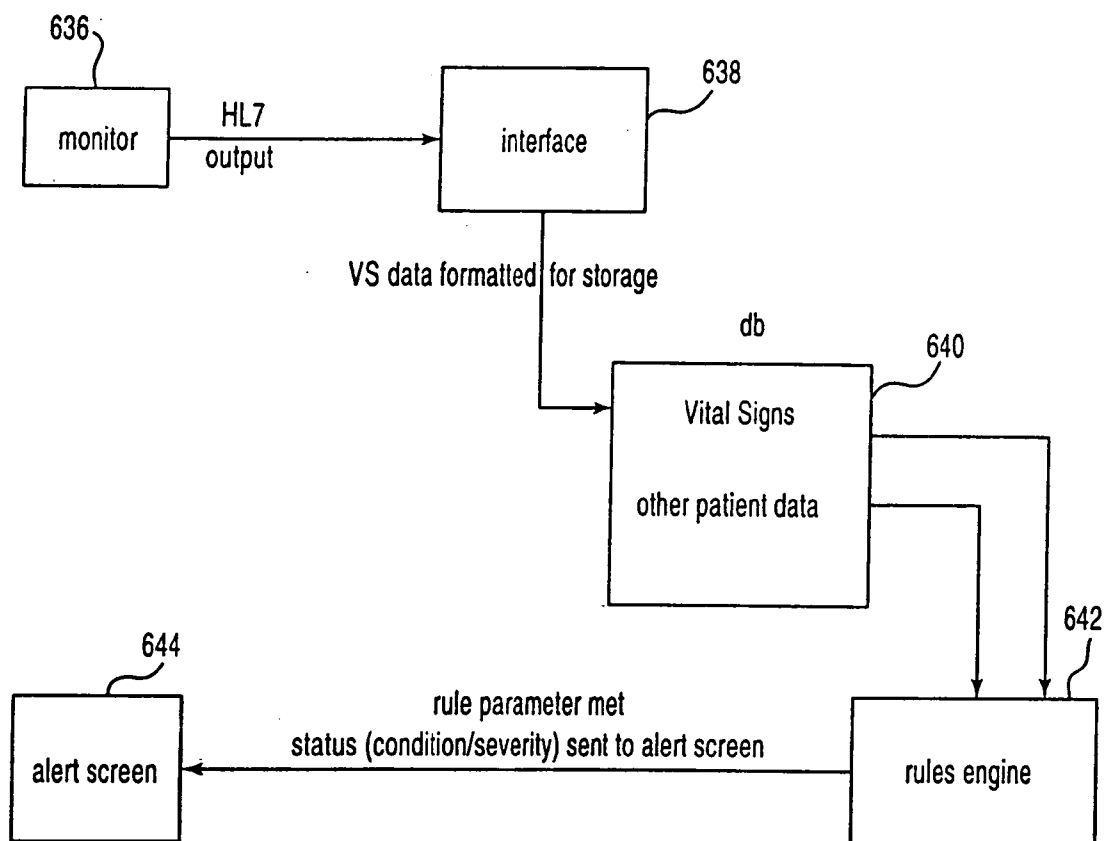 636
monitor
HL7
output
638
interface
VS data formatted for storage
db
640
Vital Signs
other patient data
642
644
rule parameter met
status (condition/severity) sent to alert screen
alert screen
rules engine